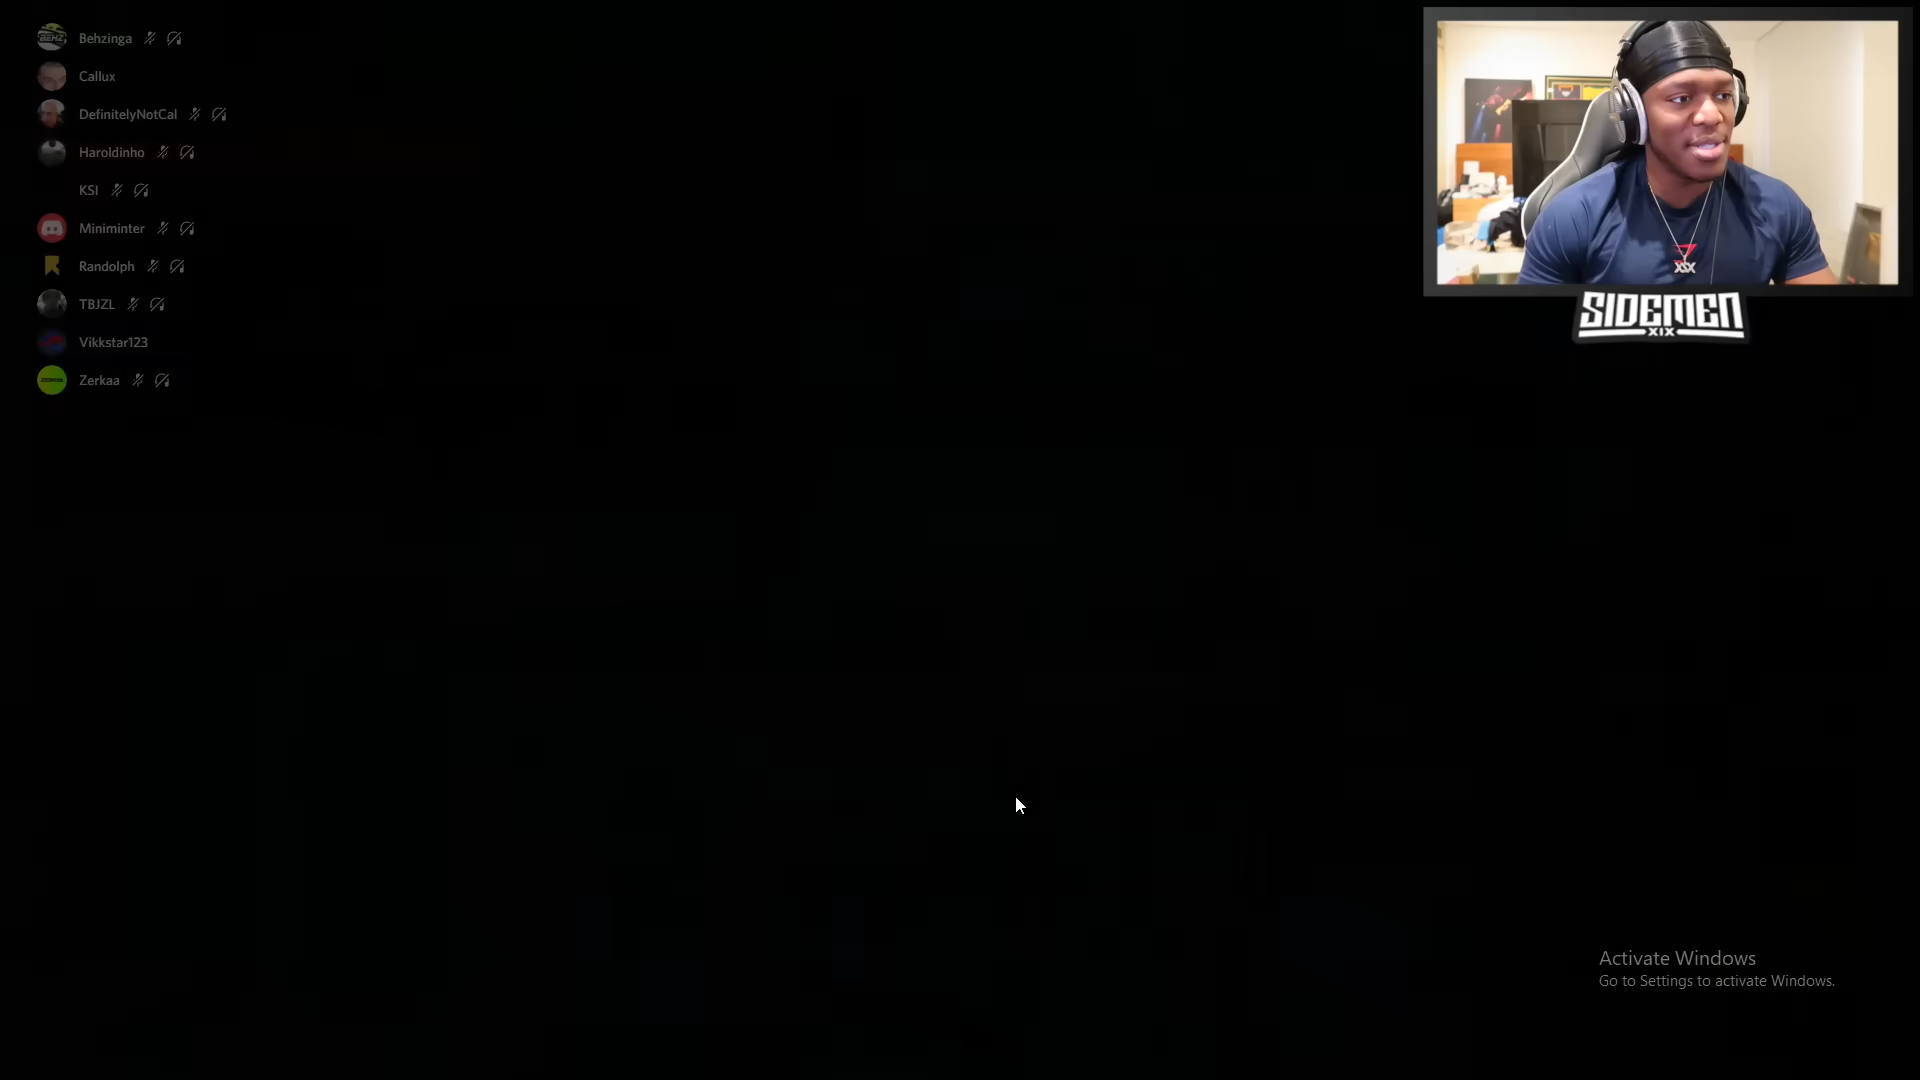 Behzinga
Callux
DefinitelyNotCal
Haroldinho
KSI
Miniminter
Randolph
TBJZL
Vikkstar123
Zerkaa
SIDEMEN
XIX
Activate Windows
Go to Settings to activate Windows.